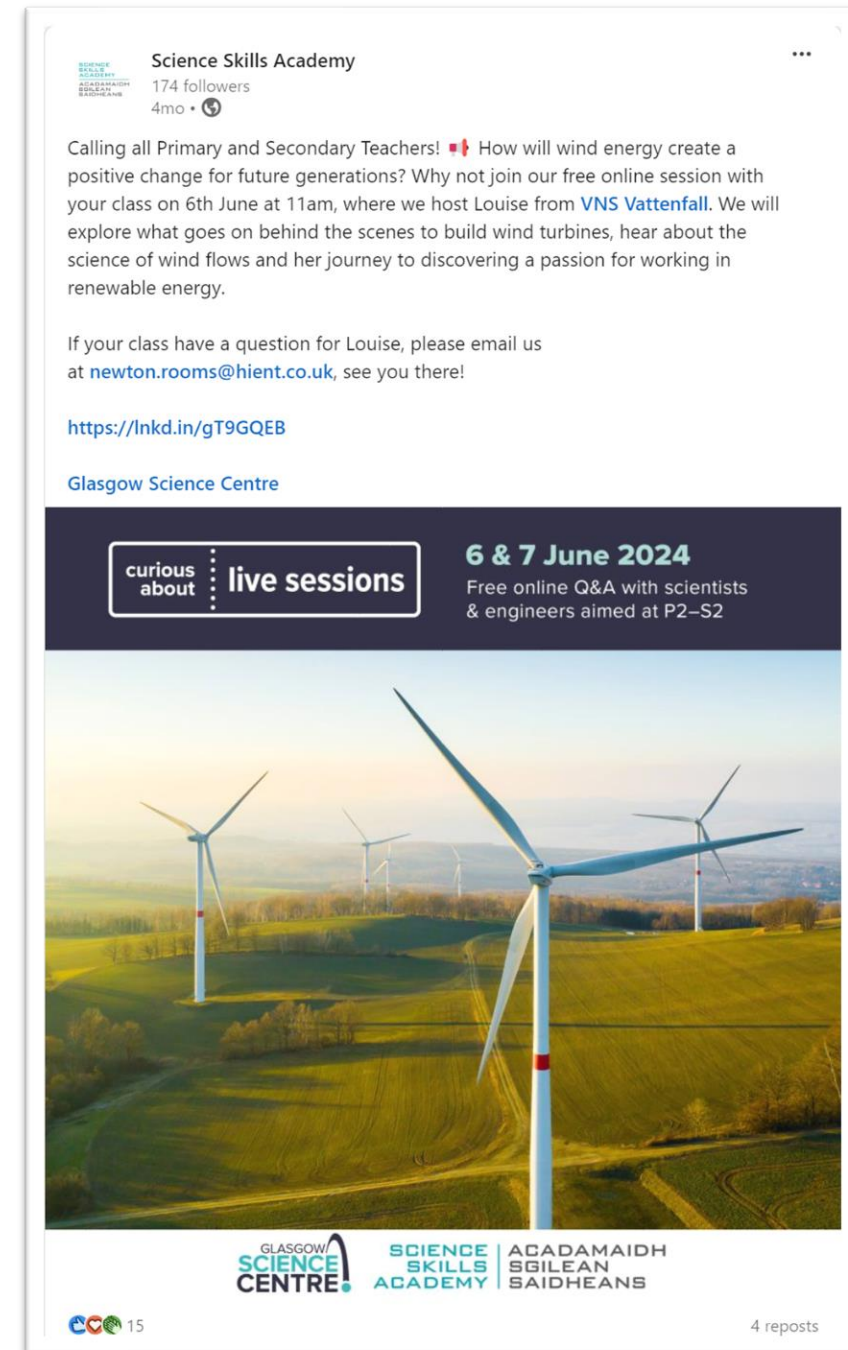 SCIENCE
SKILLS
ACADEMY
ACADAMAIDH
SGILEAN
SAIDHEANS
Science Skills Academy
174 followers
4mo •
Calling all Primary and Secondary Teachers! How will wind energy create a
positive change for future generations? Why not join our free online session with
your class on 6th June at 11am, where we host Louise from VNS Vattenfall. We will
explore what goes on behind the scenes to build wind turbines, hear about the
science of wind flows and her journey to discovering a passion for working in
renewable energy.
If your class have a question for Louise, please email us
at newton.rooms@hient.co.uk, see you there!
https://lnkd.in/gT9GQEB
Glasgow Science Centre
curious
about
live sessions
6 & 7 June 2024
Free online Q&A with scientists
& engineers aimed at P2–S2
GLASGOW
SCIENCE
CENTRE
SCIENCE
SKILLS
ACADEMY
ACADAMAIDH
SGILEAN
SAIDHEANS
15
4 reposts